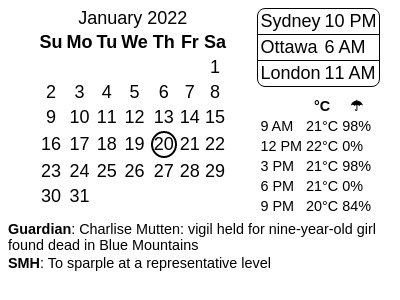 January 2022
Su Mo Tu We Th Fr Sa
1
2 3 4 5 6 7 8
9 10 11 12 13 14 15
16 17 18 19 20 21 22
23 24 25 26 27 28 29
30 31
Sydney 10 PM
Ottawa 6 AM
London 11 AM
°C ☂
9 AM 21°C 98%
12 PM 22°C 0%
3 PM 21°C 98%
6 PM 21°C 0%
9 PM 20°C 84%
Guardian: Charlise Mutten: vigil held for nine-year-old girl
found dead in Blue Mountains
SMH: To sparple at a representative level